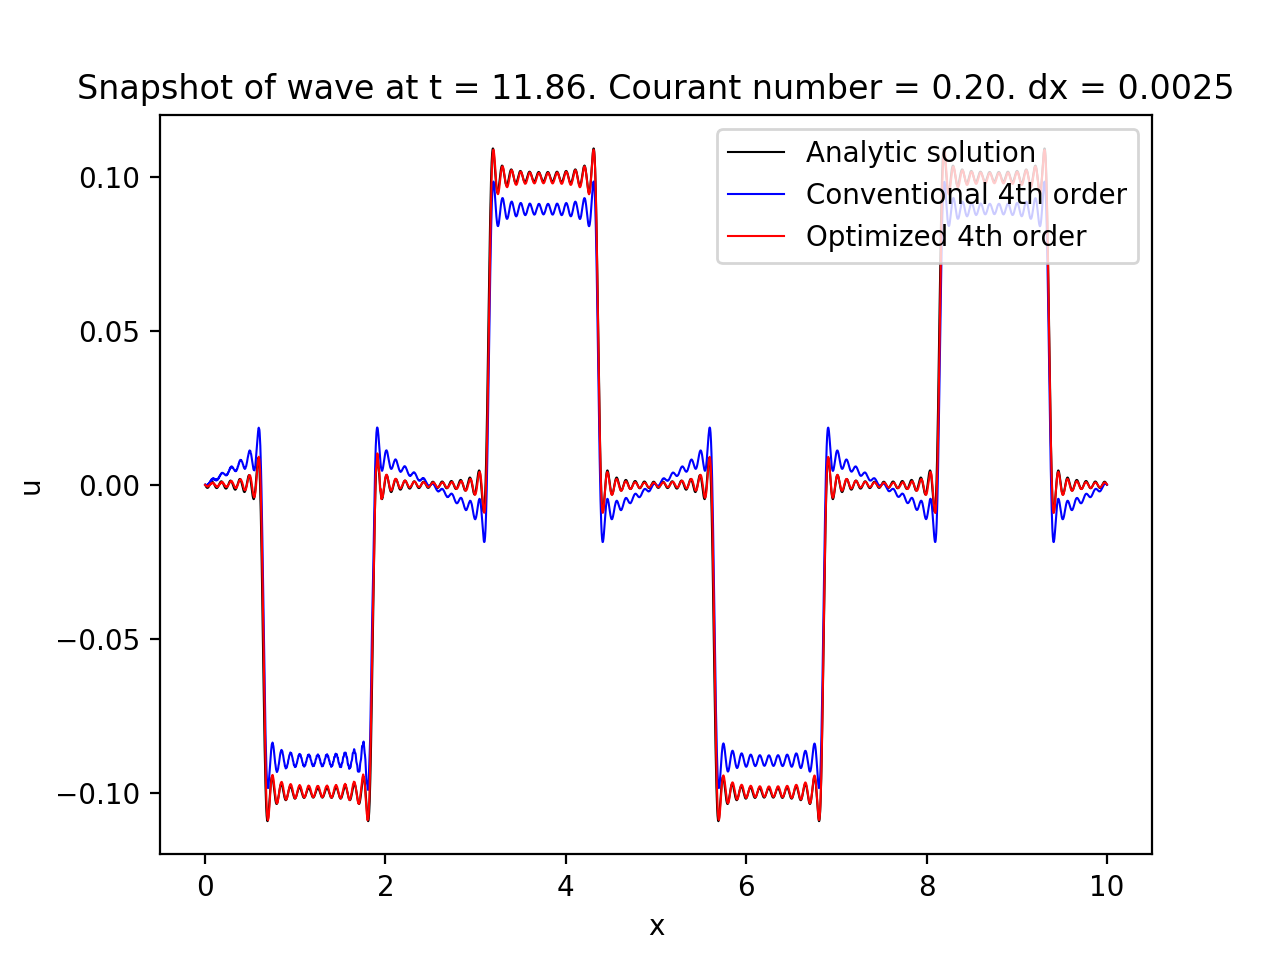 Snapshot of wave at t = 11.86. Courant number = 0.20. dx = 0.0025
Analytic solution
Conventional 4th order
Optimized 4th order
0.10
0.05
0.00
−0.05
−0.10
u
0 2 4 6 8 10
x